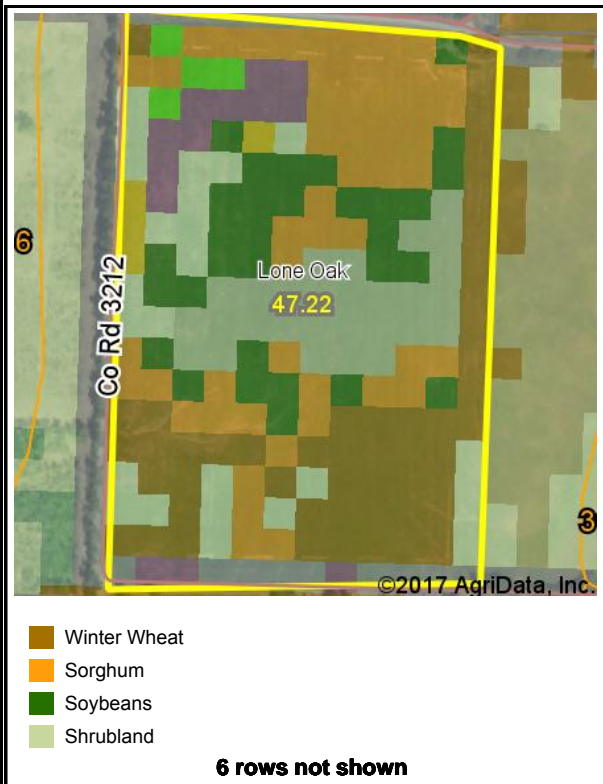 6
Co Rd 3212
Lone Oak
47.22
3
©2017 AgriData, Inc.
Winter Wheat
Sorghum
Soybeans
Shrubland
6 rows not shown